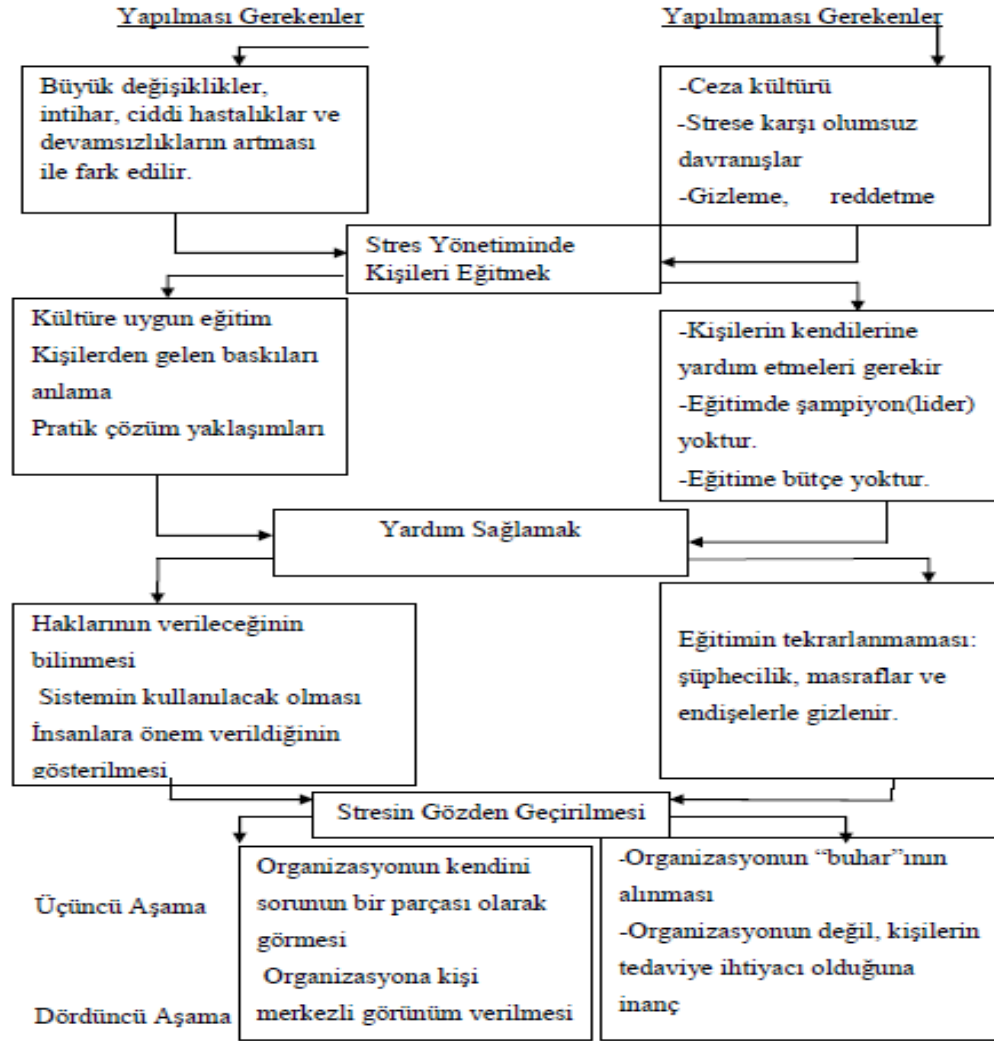 Yapılması Gerekenler
Yapılmaması Gerekenler
Büyük değişiklikler,
intihar, ciddi hastalıklar ve
devamsızlıkların artması
ile fark edilir.
-Ceza kültürü
-Strese karşı olumsuz
davranışlar
-Gizleme, reddetme
Stres Yönetiminde
Kişileri Eğitmek
Kültüre uygun eğitim
Kişilerden gelen baskıları
anlama
Pratik çözüm yaklaşımları
-Kişilerin kendilerine
yardım etmeleri gerekir
-Eğitimde şampiyon(lider)
yoktur.
-Eğitime bütçe yoktur.
Yardım Sağlamak
Haklarının verileceğinin
bilinmesi
Sistemin kullanılacak olması
İnsanlara önem verildiğinin
gösterilmesi
Eğitimin tekrarlanmaması:
şüphecilik, masraflar ve
endişelerle gizlenir.
Stresin Gözden Geçirilmesi
Üçüncü Aşama
Dördüncü Aşama
Organizasyonun kendini
sorunun bir parçası olarak
görmesi
Organizasyona kişi
merkezli görünüm verilmesi
-Organizasyonun “buhar”ının
alınması
-Organizasyonun değil, kişilerin
tedaviye ihtiyacı olduğuna
inanç